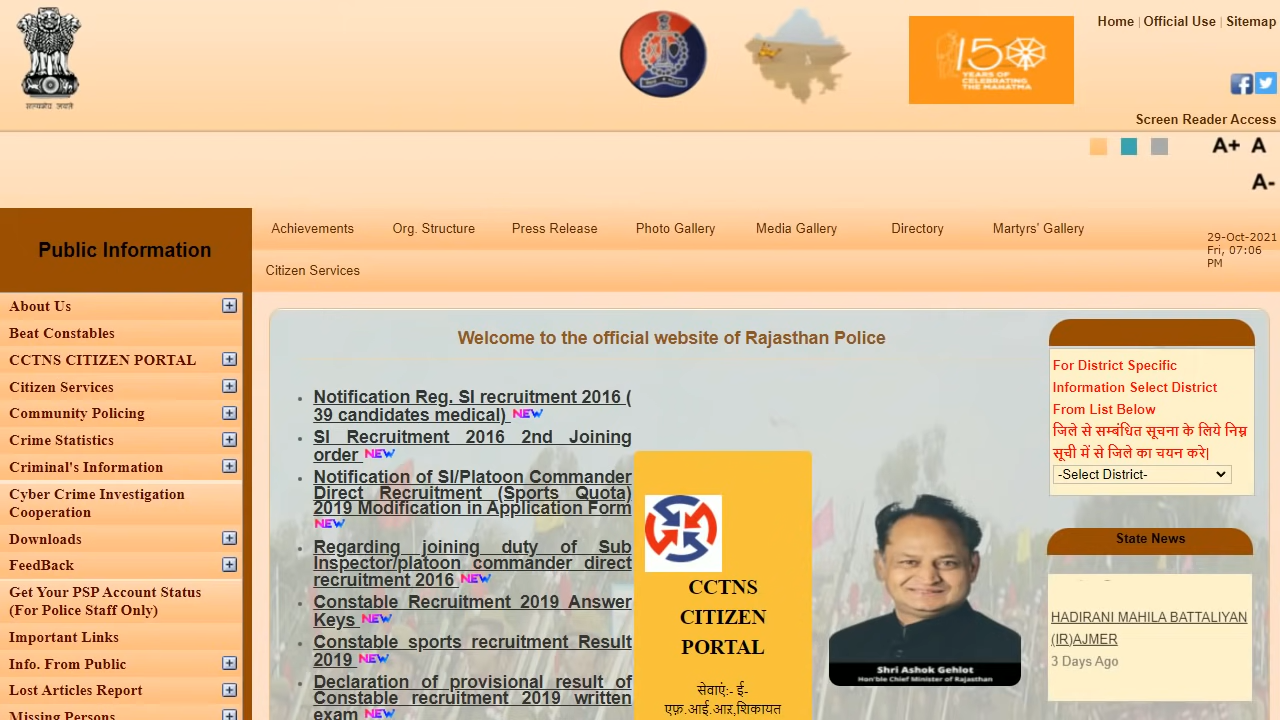 सत्यमेव जयते
150
YEARS OF
CELEBRATING
THE MAHATMA
Home | Official Use | Sitemap
Screen Reader Access
A+ A
A-
Public Information
Achievements
Org. Structure
Press Release
Photo Gallery
Media Gallery
Directory
Martyrs' Gallery
Citizen Services
29-Oct-2021
Fri, 07:06
PM
About Us
Beat Constables
CCTNS CITIZEN PORTAL
Citizen Services
Community Policing
Crime Statistics
Criminal's Information
Cyber Crime Investigation
Cooperation
Downloads
FeedBack
Get Your PSP Account Status
(For Police Staff Only)
Important Links
Info. From Public
Lost Articles Report
Missing Persons
Welcome to the official website of Rajasthan Police
Notification Reg. SI recruitment 2016 (
39 candidates medical) NEW
SI Recruitment 2016 2nd Joining
order NEW
Notification of SI/Platoon Commander
Direct Recruitment (Sports Quota)
2019 Modification in Application Form
NEW
Regarding joining duty of Sub
Inspector/platoon commander direct
recruitment 2016 NEW
Constable Recruitment 2019 Answer
Keys NEW
Constable sports recruitment Result
2019 NEW
Declaration of provisional result of
Constable recruitment 2019 written
exam NEW
CCTNS
CITIZEN
PORTAL
सेवाएं:- ई-
एफ़.आई.आर,शिकायत
Shri Ashok Gehlot
Hon'ble Chief Minister of Rajasthan
For District Specific
Information Select District
From List Below
जिले से सम्बंधित सूचना के लिये निम्न
सूची में से जिले का चयन करे|
-Select District-
State News
HADIRANI MAHILA BATTALIYAN
(IR)AJMER
3 Days Ago